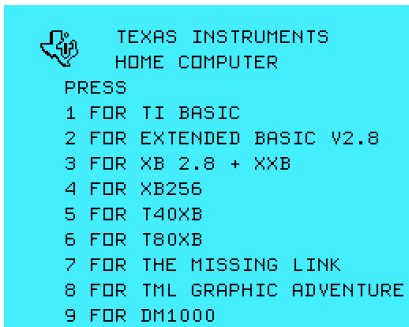 TEXAS INSTRUMENTS
HOME COMPUTER
PRESS
1 FOR TI BASIC
2 FOR EXTENDED BASIC V2.8
3 FOR XB 2.8 + XXB
4 FOR XB256
5 FOR T40XB
6 FOR T80XB
7 FOR THE MISSING LINK
8 FOR TML GRAPHIC ADVENTURE
9 FOR DM1000